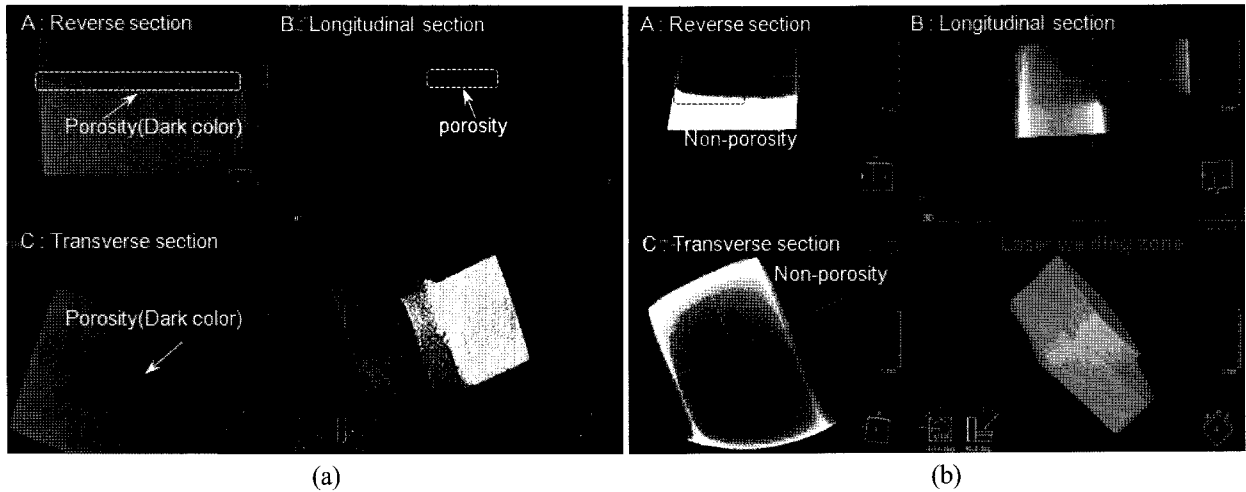 A : Reverse section
B : Longitudinal section
Porosity(Dark color)
porosity
C : Transverse section
Porosity(Dark color)
(a)
A : Reverse section
B : Longitudinal section
Non-porosity
C : Transverse section
Laser welding zone
Non-porosity
(b)